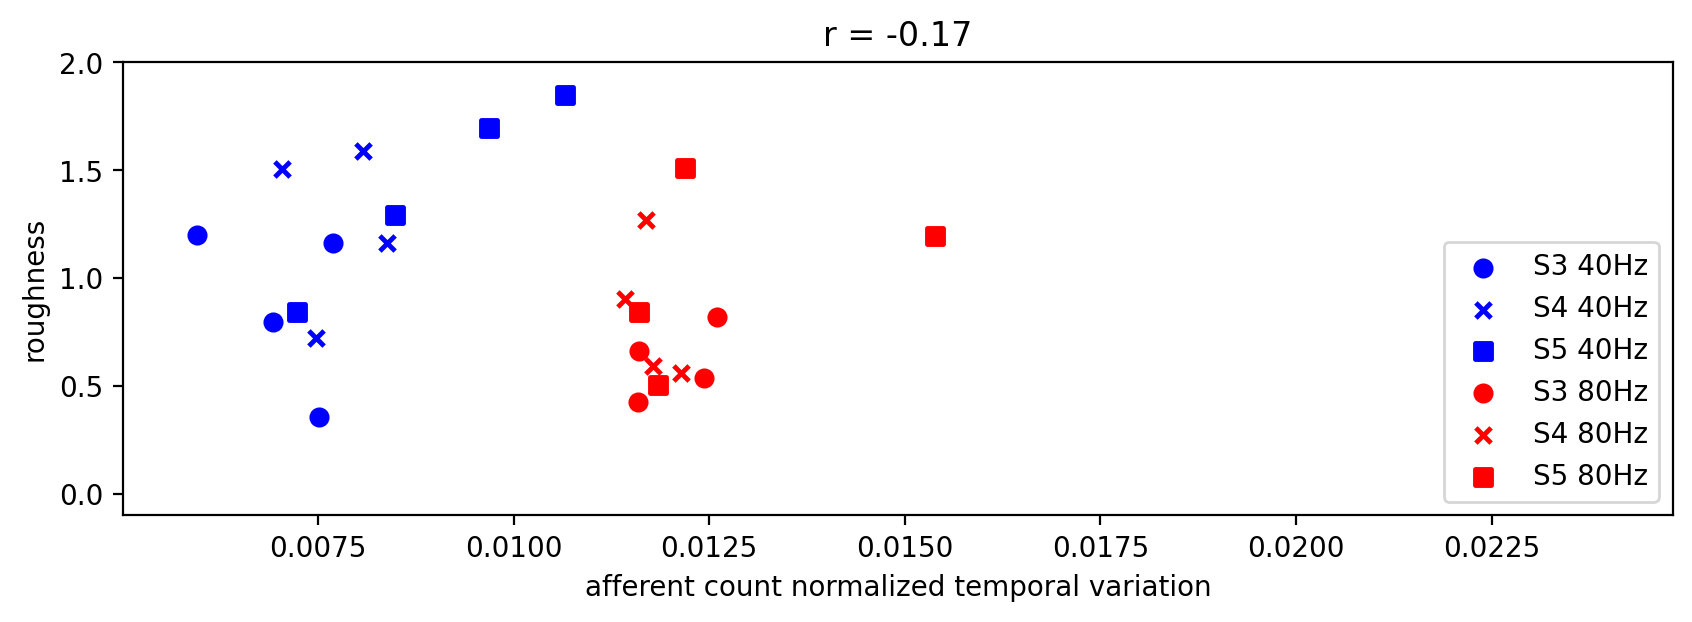 r = -0.17
2.0
1.5
1.0
0.5
0.0
roughness
S3 40Hz
S4 40Hz
S5 40Hz
S3 80Hz
S4 80Hz
S5 80Hz
0.0075 0.0100 0.0125 0.0150 0.0175 0.0200 0.0225
afferent count normalized temporal variation